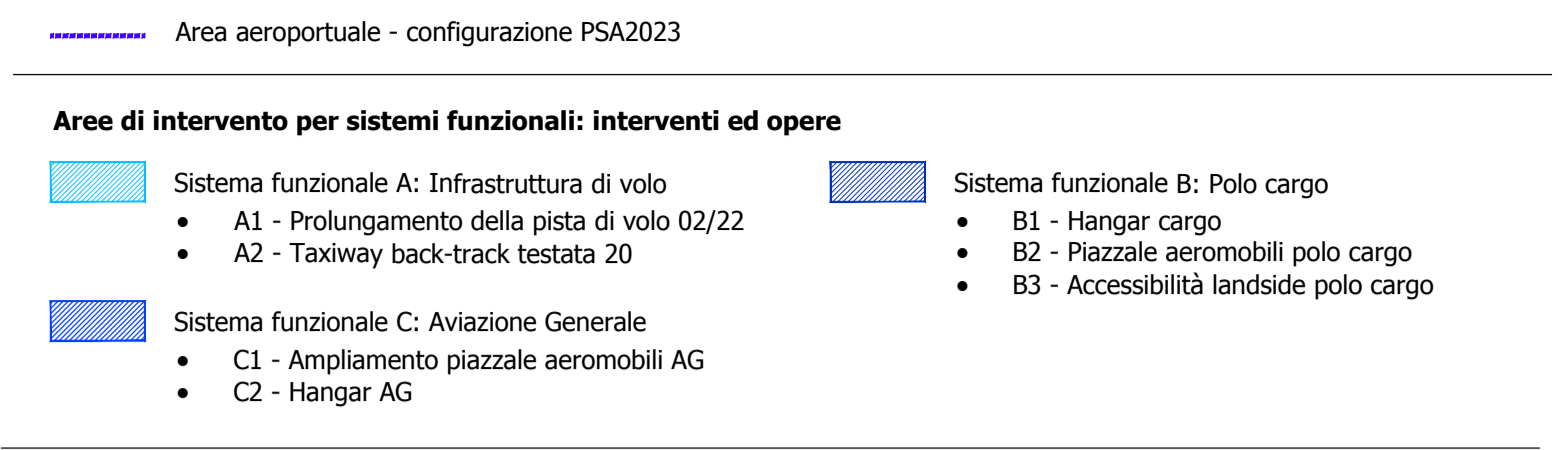 Area aeroportuale - configurazione PSA2023
Aree di intervento per sistemi funzionali: interventi ed opere
Sistema funzionale A: Infrastruttura di volo
• A1 - Prolungamento della pista di volo 02/22
• A2 - Taxiway back-track testata 20
Sistema funzionale C: Aviazione Generale
• C1 - Ampliamento piazzale aeromobili AG
• C2 - Hangar AG
Sistema funzionale B: Polo cargo
• B1 - Hangar cargo
• B2 - Piazzale aeromobili polo cargo
• B3 - Accessibilità landside polo cargo